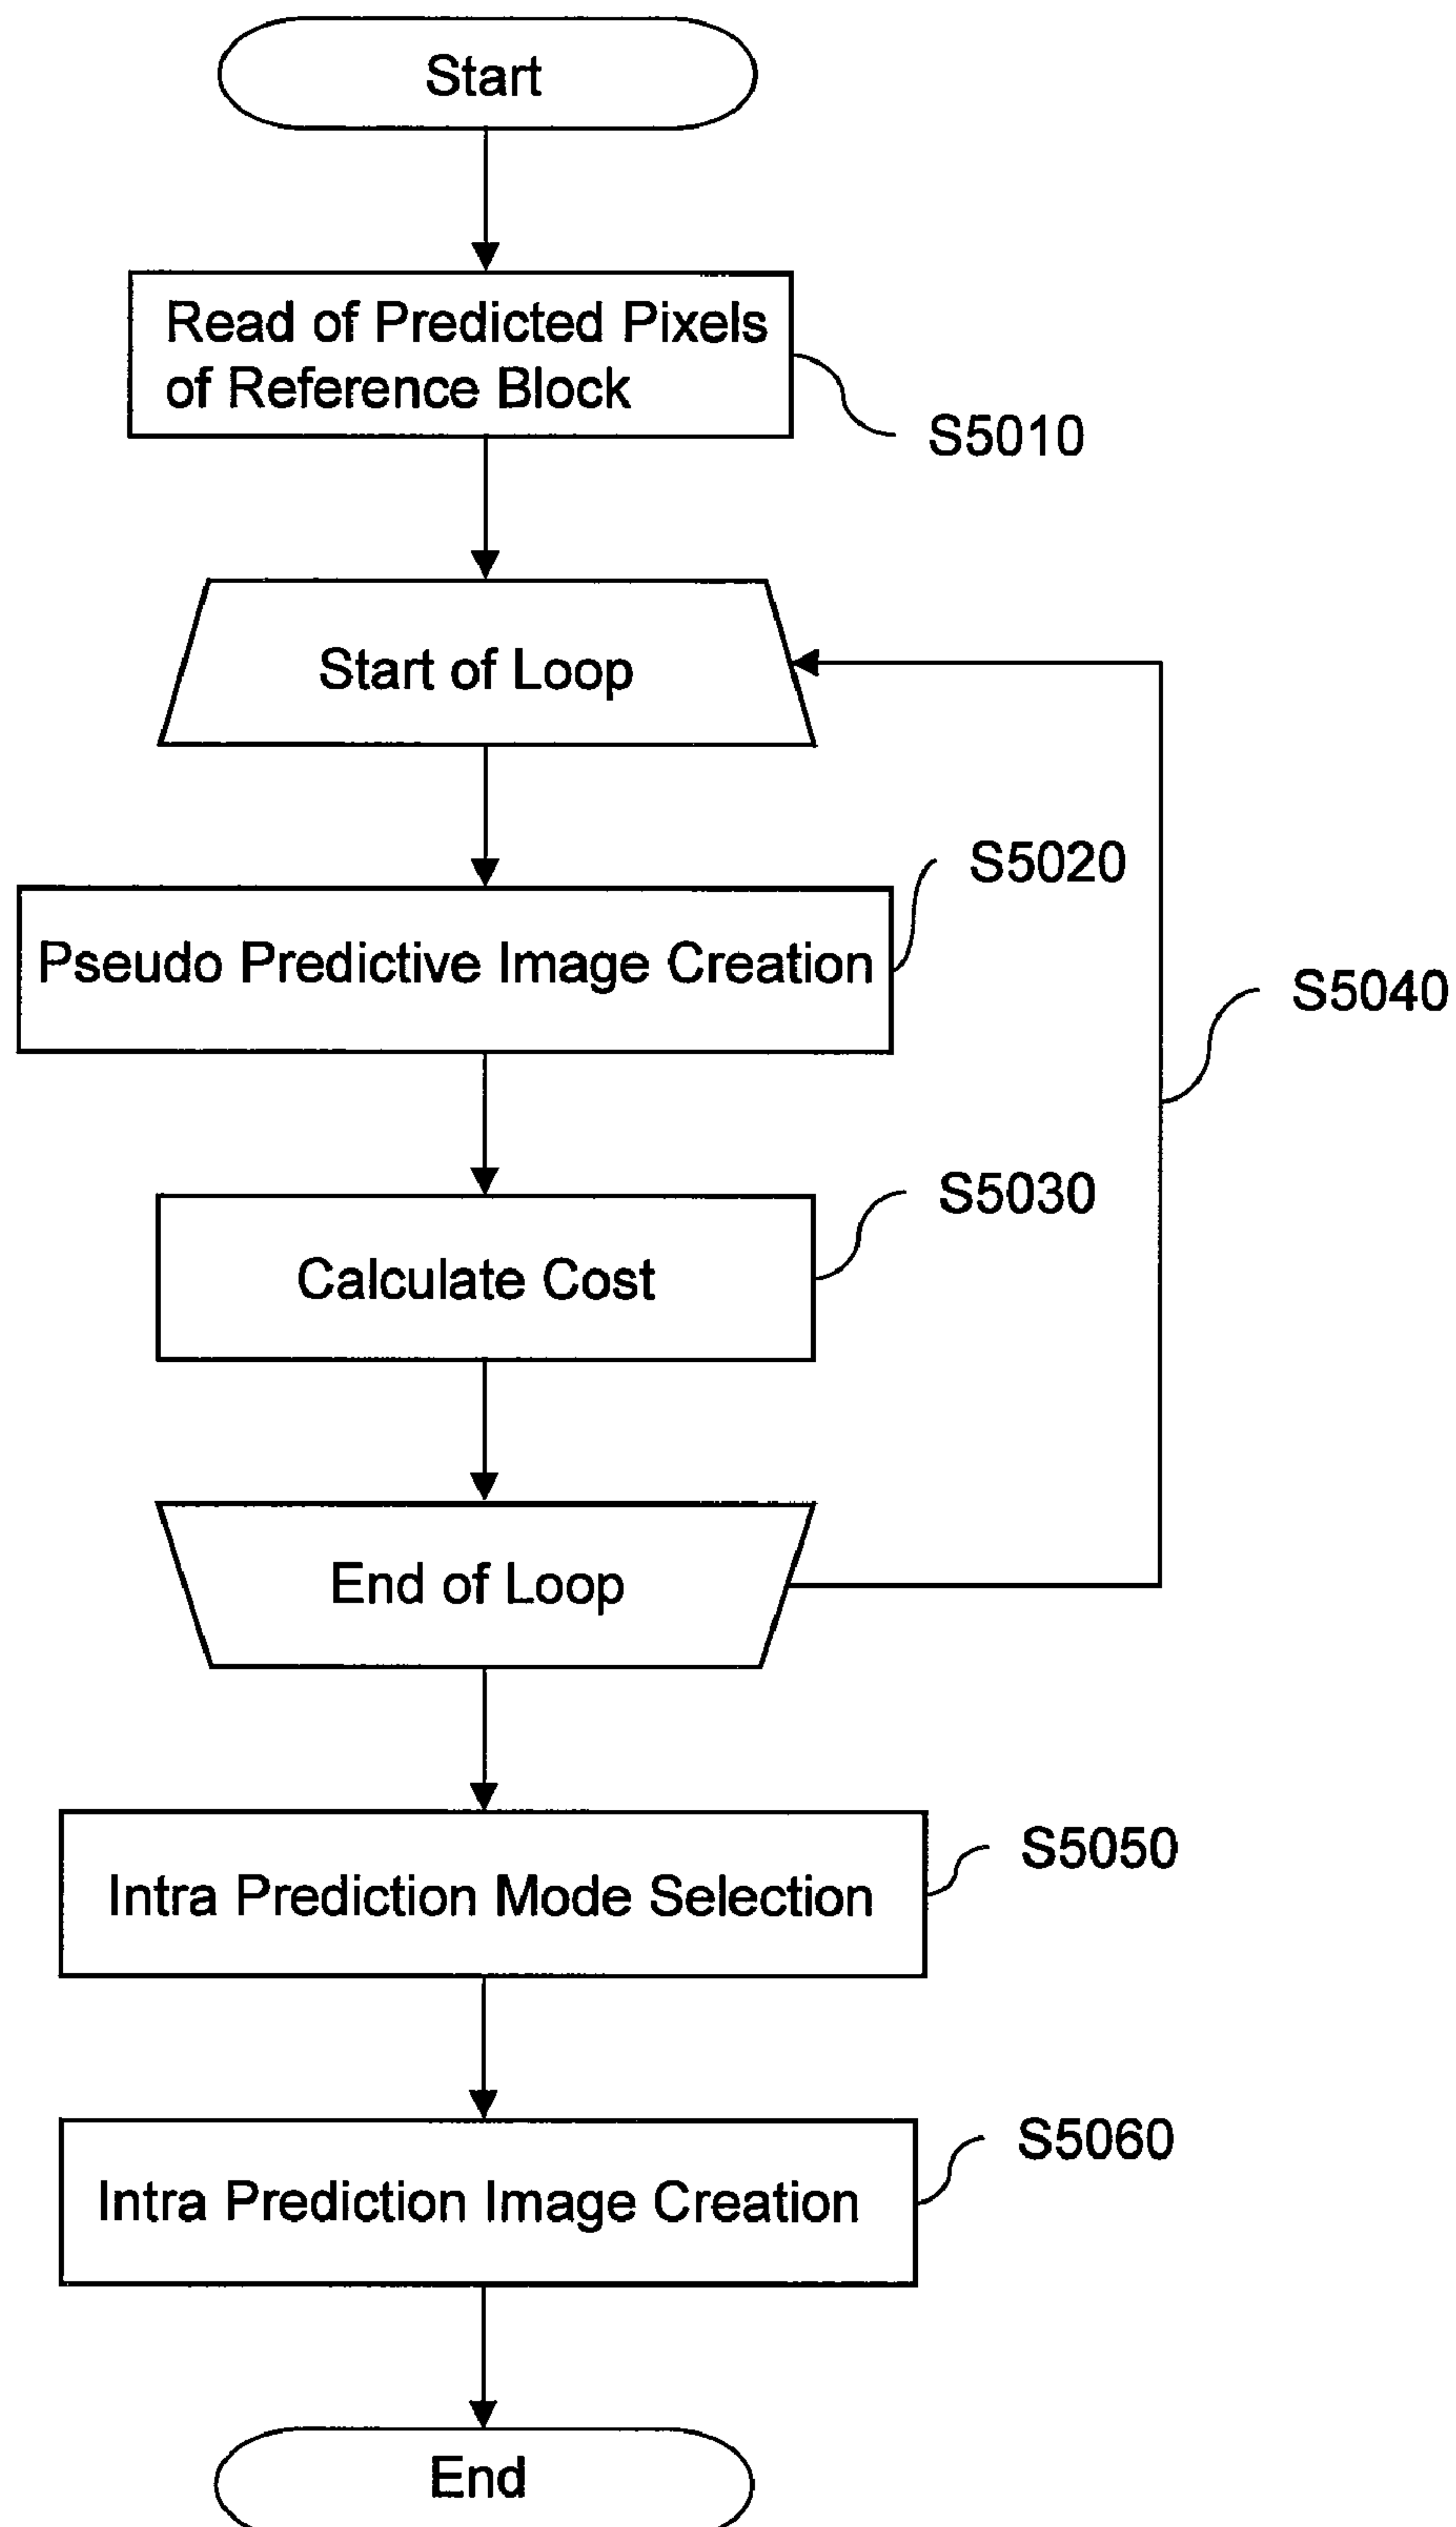 Start
Read of Predicted Pixels
of Reference Block
S5010
Start of Loop
S5020
Pseudo Predictive Image Creation
S5040
S5030
Calculate Cost
End of Loop
S5050
Intra Prediction Mode Selection
S5060
Intra Prediction Image Creation
End